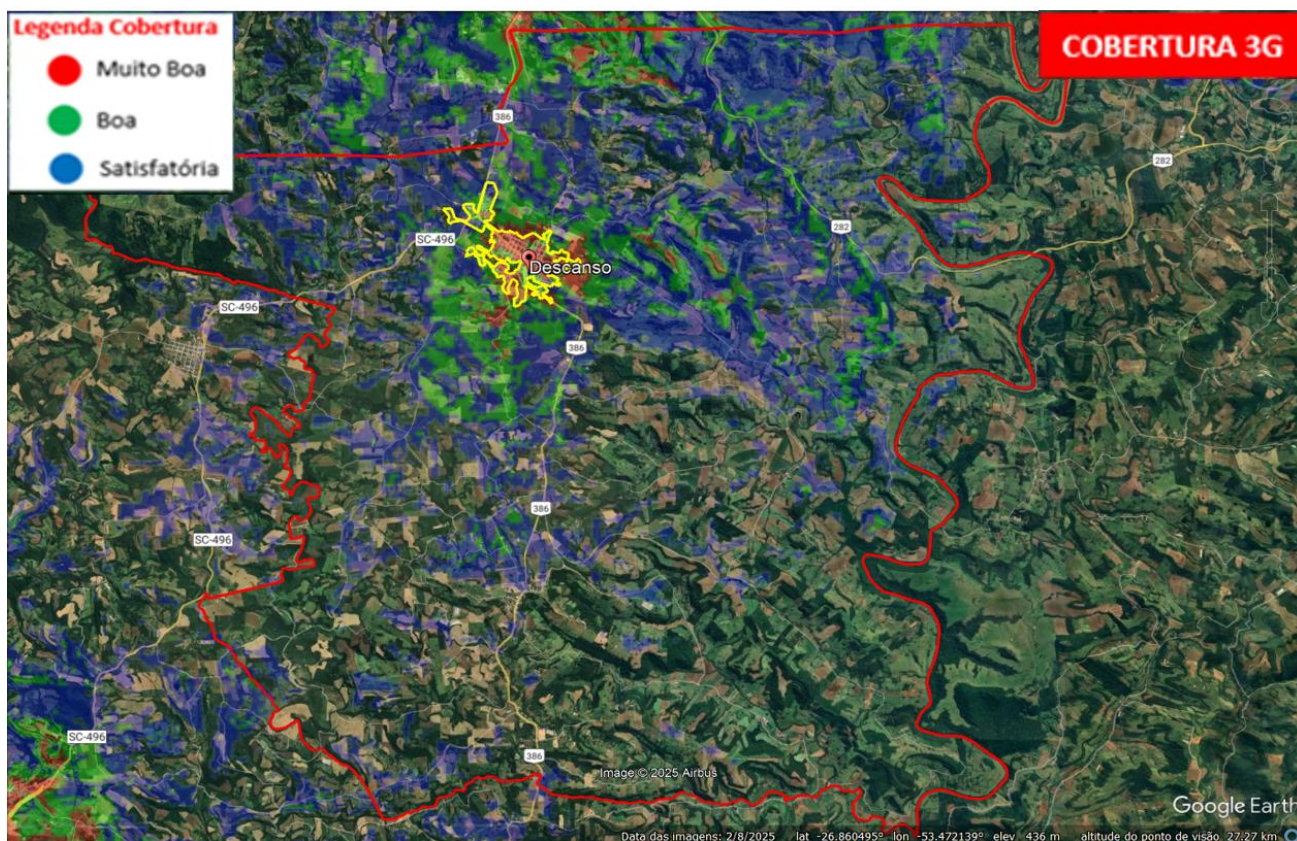 Legenda Cobertura
Muito Boa
Boa
Satisfatória
COBERTURA 3G
386
282
SC-496
282
Descanso
SC-496
386
386
SC-496
SC-496
386
Image © 2025 Airbus
Google Earth
Data das imagens: 2/8/2025 lat -26.860495° lon -53.472139° elev 436 m altitude do ponto de visão 27.27 km